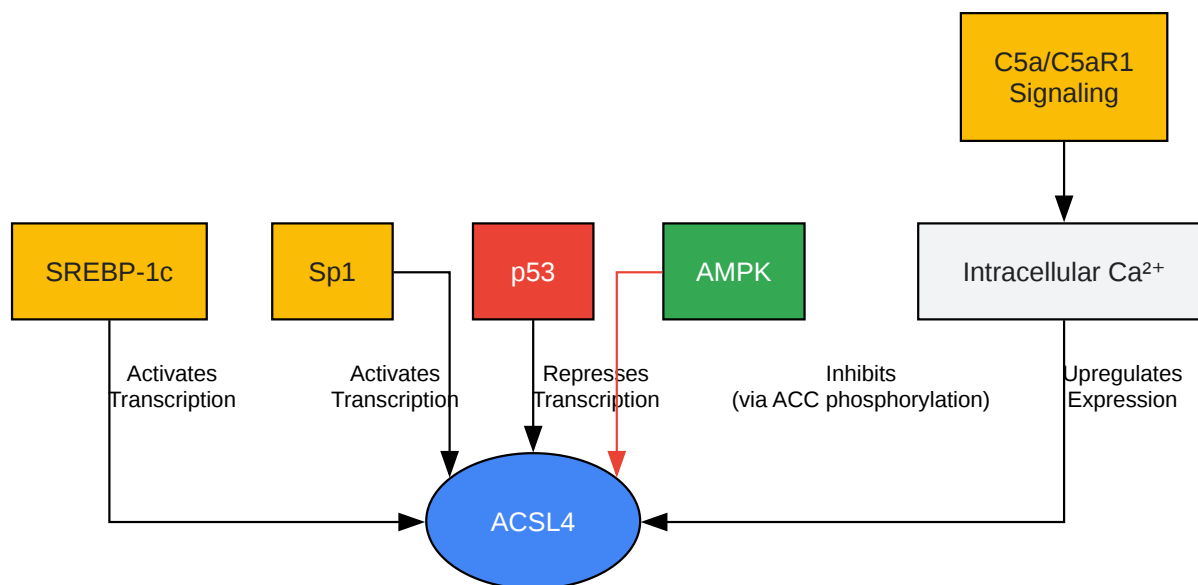 C5a/C5aR1
Signaling
SREBP-1c
Sp1
p53
AMPK
Intracellular Ca²⁺
Activates
Transcription
Activates
Transcription
Represses
Transcription
Inhibits
(via ACC phosphorylation)
Upregulates
Expression
ACSL4